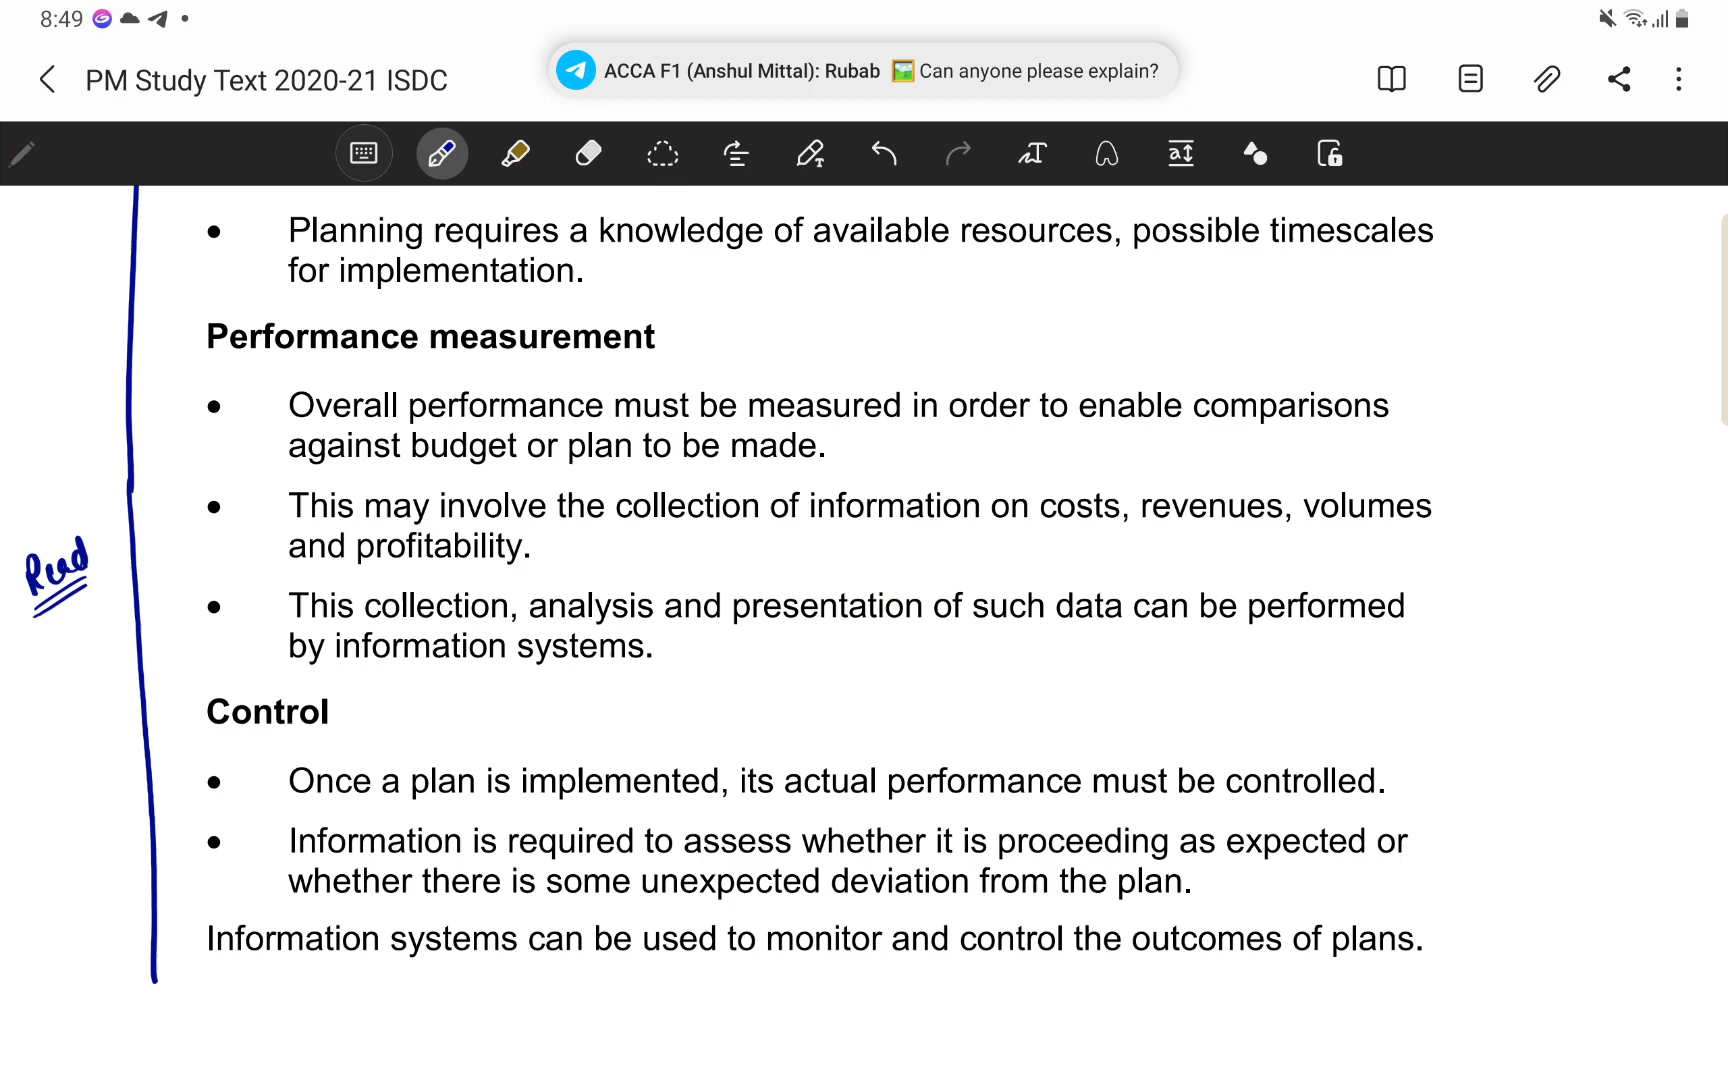 8:49
PM Study Text 2020-21 ISDC
ACCA F1 (Anshul Mittal): Rubab 🖼️ Can anyone please explain?
• Planning requires a knowledge of available resources, possible timescales
for implementation.
Performance measurement
• Overall performance must be measured in order to enable comparisons
against budget or plan to be made.
• This may involve the collection of information on costs, revenues, volumes
and profitability.
Read
• This collection, analysis and presentation of such data can be performed
by information systems.
Control
• Once a plan is implemented, its actual performance must be controlled.
• Information is required to assess whether it is proceeding as expected or
whether there is some unexpected deviation from the plan.
Information systems can be used to monitor and control the outcomes of plans.